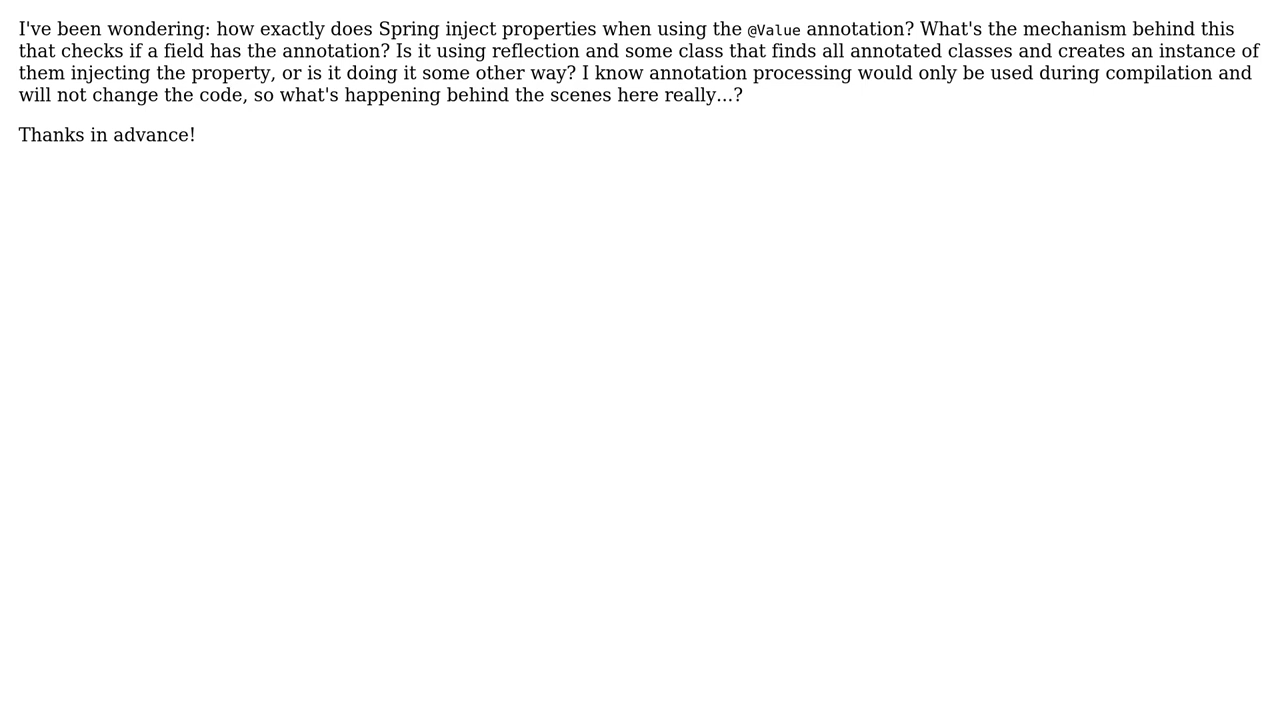 I've been wondering: how exactly does Spring inject properties when using the @Value annotation? What's the mechanism behind this
that checks if a field has the annotation? Is it using reflection and some class that finds all annotated classes and creates an instance of
them injecting the property, or is it doing it some other way? I know annotation processing would only be used during compilation and
will not change the code, so what's happening behind the scenes here really...?
Thanks in advance!